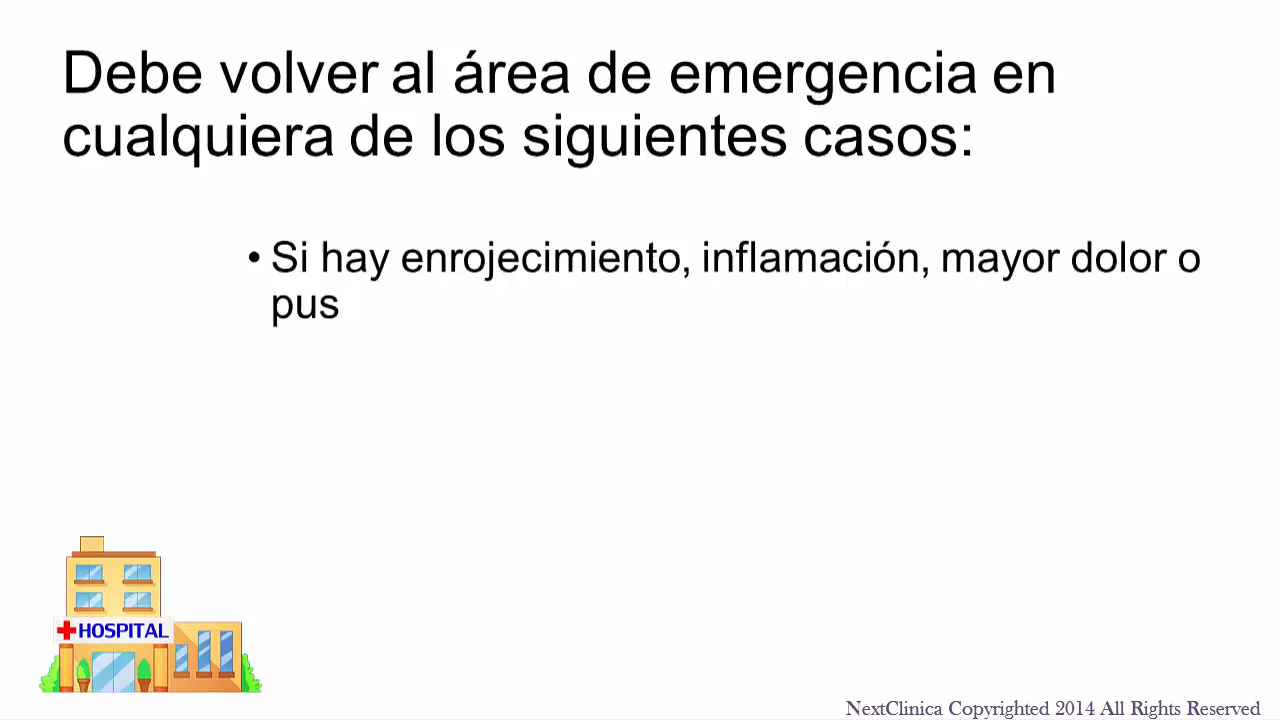 Debe volver al área de emergencia en
cualquiera de los siguientes casos:
• Si hay enrojecimiento, inflamación, mayor dolor o
pus
HOSPITAL
NextClinica Copyrighted 2014 All Rights Reserved